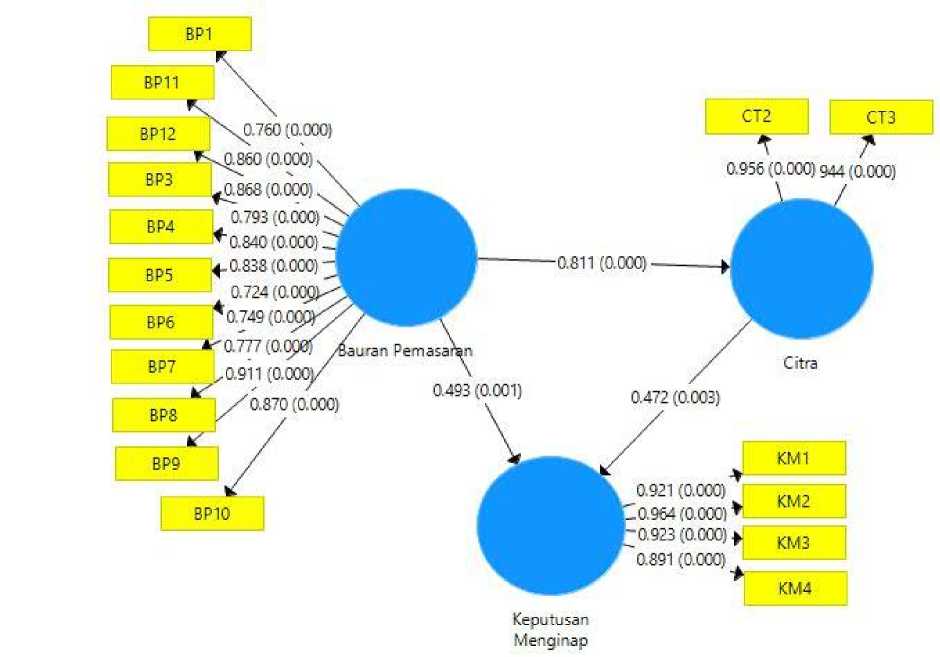 BP1
BP11
BP12
BP3
BP4
BP5
BP6
BP7
BP8
BP9
BP10
0.760 (0.000)
0.860 (0.000)
0.868 (0.000)
0.793 (0.000)
0.840 (0.000)
0.838 (0.000)
0.724 (0.000)
0.749 (0.000)
0.777 (0.000)
0.911 (0.000)
0.870 (0.000)
Bauran Pemasaran
0.811 (0.000)
0.493 (0.001)
CT2
CT3
0.956 (0.000)
944 (0.000)
Citra
0.472 (0.003)
Keputusan
Menginap
0.921 (0.000)
0.964 (0.000)
0.923 (0.000)
0.891 (0.000)
KM1
KM2
KM3
KM4